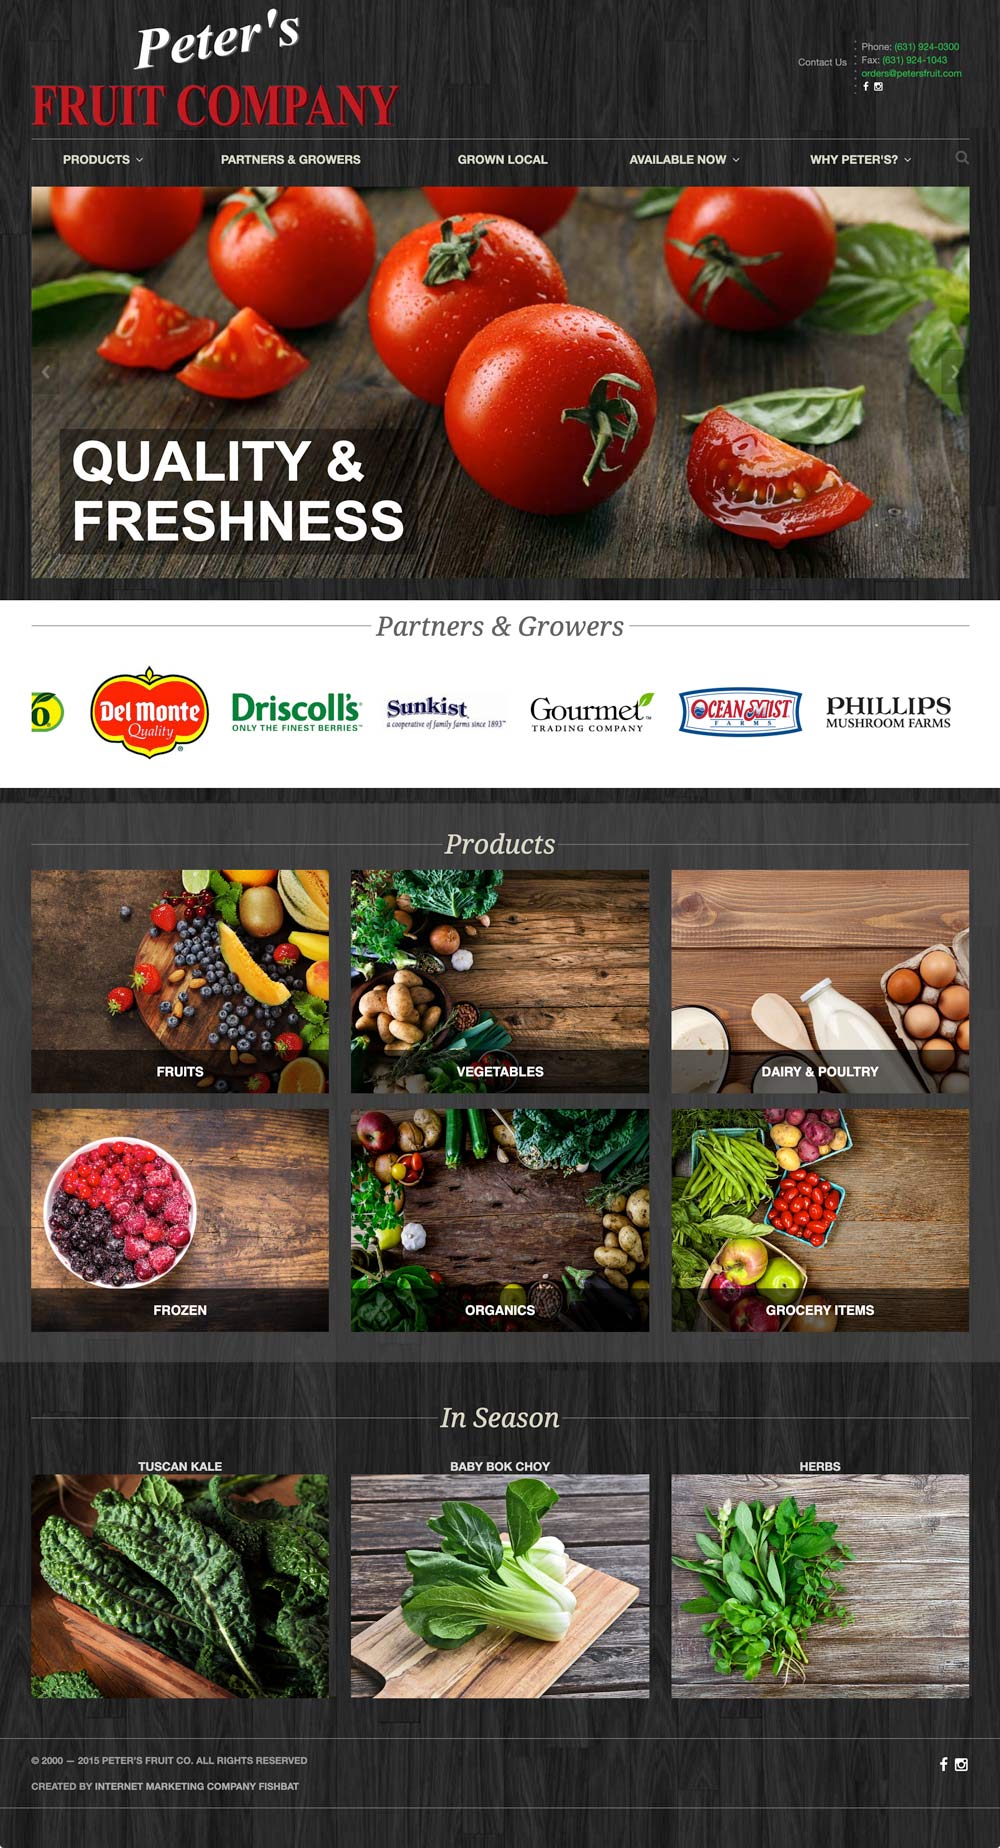 Peter's
FRUIT COMPANY
Contact Us
Phone: (631) 924-0300
Fax: (631) 924-1043
orders@petersfruit.com
PRODUCTS
PARTNERS & GROWERS
GROWN LOCAL
AVAILABLE NOW
WHY PETER'S?
QUALITY &
FRESHNESS
Partners & Growers
Del Monte
Quality
Driscoll's
ONLY THE FINEST BERRIES™
Sunkist
a cooperative of family farms since 1893™
Gourmet™
TRADING COMPANY
OCEAN MIST
FARMS
PHILLIPS
MUSHROOM FARMS
Products
FRUITS
VEGETABLES
DAIRY & POULTRY
FROZEN
ORGANICS
GROCERY ITEMS
In Season
TUSCAN KALE
BABY BOK CHOY
HERBS
© 2000 — 2015 PETER'S FRUIT CO. ALL RIGHTS RESERVED
CREATED BY INTERNET MARKETING COMPANY FISHBAT